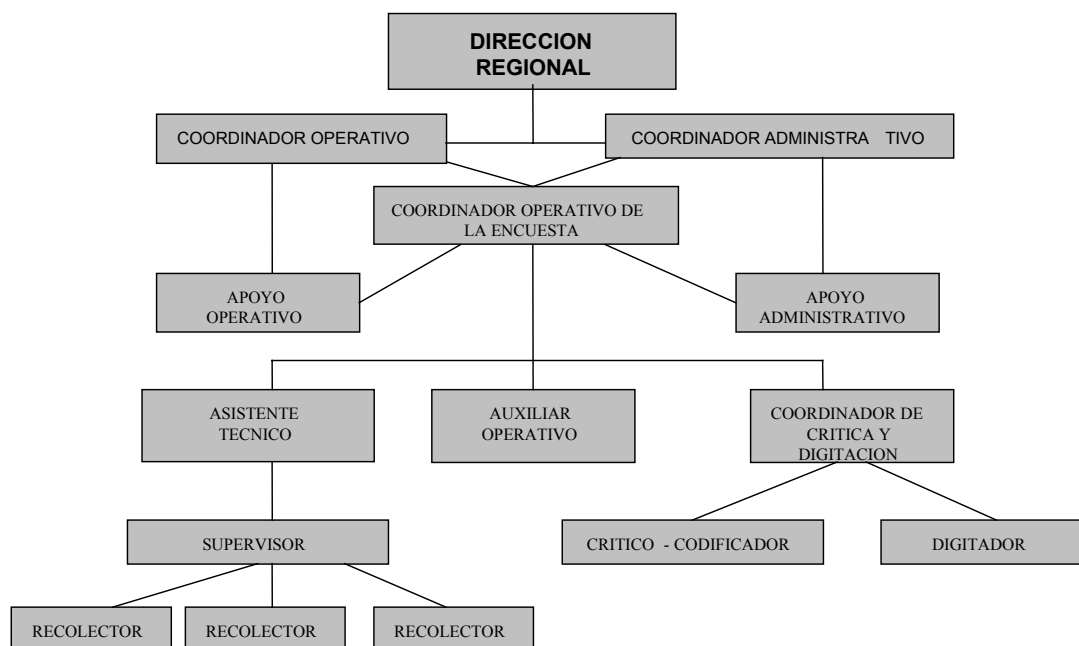 DIRECCION
REGIONAL
COORDINADOR OPERATIVO
COORDINADOR ADMINISTRA TIVO
COORDINADOR OPERATIVO DE
LA ENCUESTA
APOYO
OPERATIVO
APOYO
ADMINISTRATIVO
ASISTENTE
TECNICO
AUXILIAR
OPERATIVO
COORDINADOR DE
CRITICA Y
DIGITACION
SUPERVISOR
CRITICO - CODIFICADOR
DIGITADOR
RECOLECTOR
RECOLECTOR
RECOLECTOR